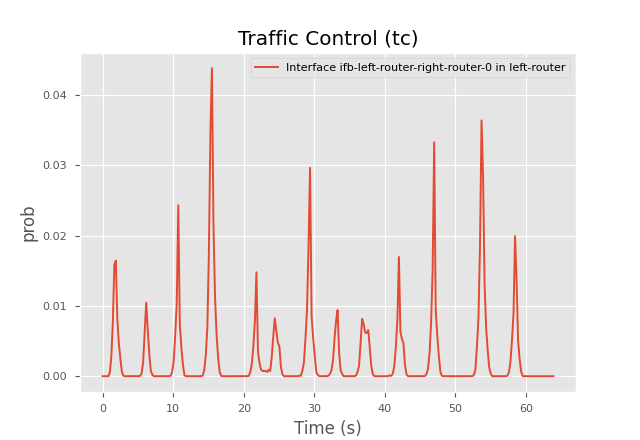 Traffic Control (tc)
Interface ifb-left-router-right-router-0 in left-router
0.04
0.03
0.02
0.01
0.00
prob
0 10 20 30 40 50 60
Time (s)